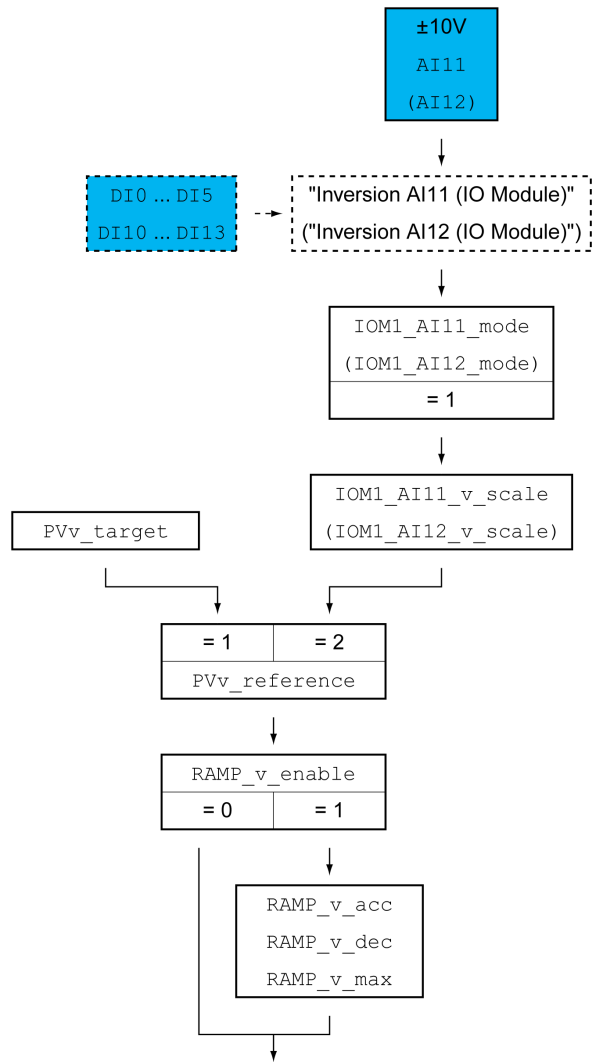 ±10V
AI11
(AI12)
DI0 ... DI5
DI10 ... DI13
"Inversion AI11 (IO Module)"
("Inversion AI12 (IO Module)")
IOM1_AI11_mode
(IOM1_AI12_mode)
= 1
IOM1_AI11_v_scale
(IOM1_AI12_v_scale)
PVv_target
= 1
= 2
PVv_reference
RAMP_v_enable
= 0
= 1
RAMP_v_acc
RAMP_v_dec
RAMP_v_max